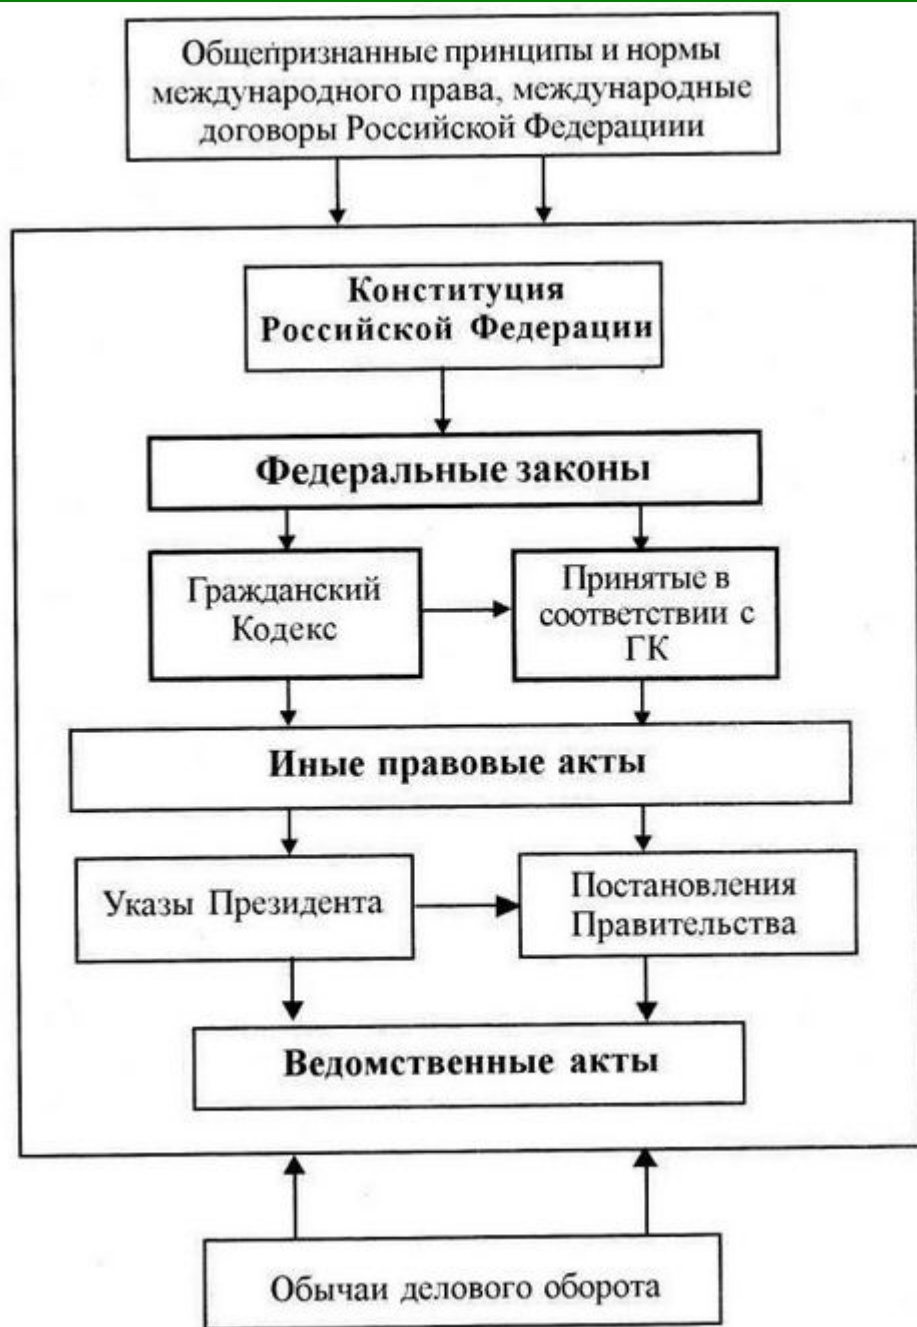 Общепризнанные принципы и нормы
международного права, международные
договоры Российской Федерациии
Конституция
Российской Федерации
Федеральные законы
Гражданский
Кодекс
Принятые в
соответствии с
ГК
Иные правовые акты
Указы Президента
Постановления
Правительства
Ведомственные акты
Обычаи делового оборота